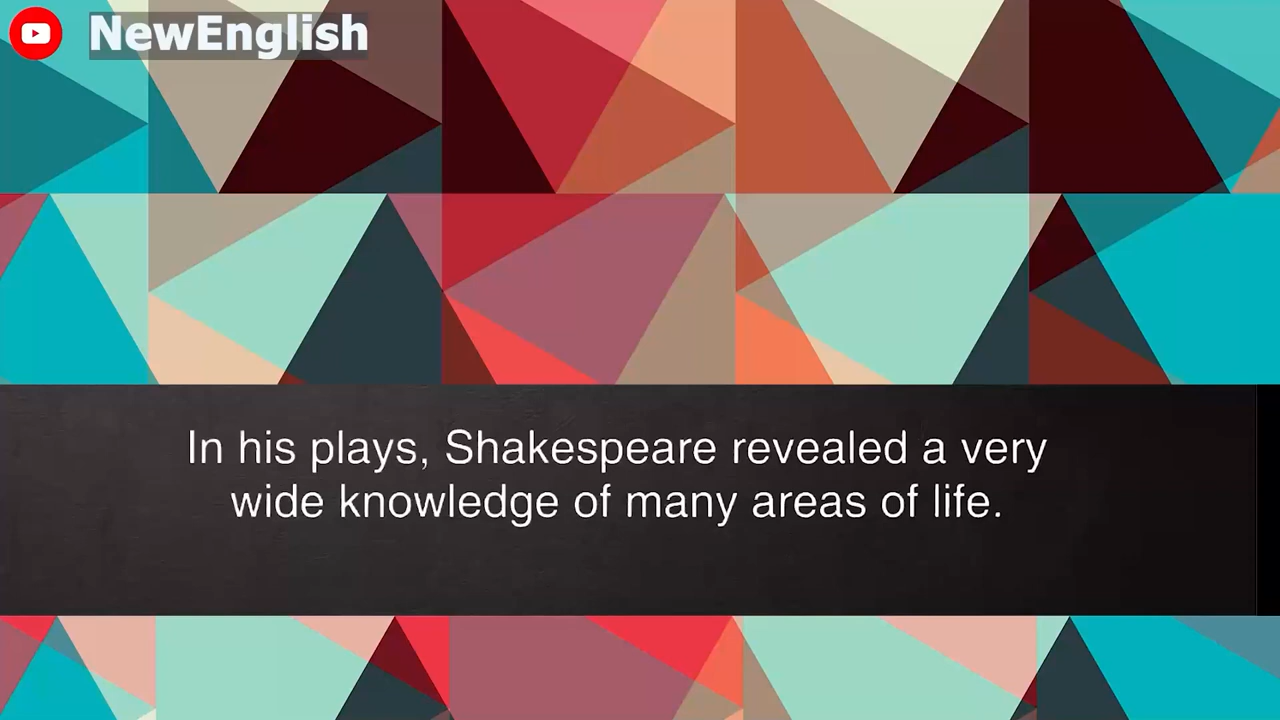 NewEnglish
In his plays, Shakespeare revealed a very
wide knowledge of many areas of life.